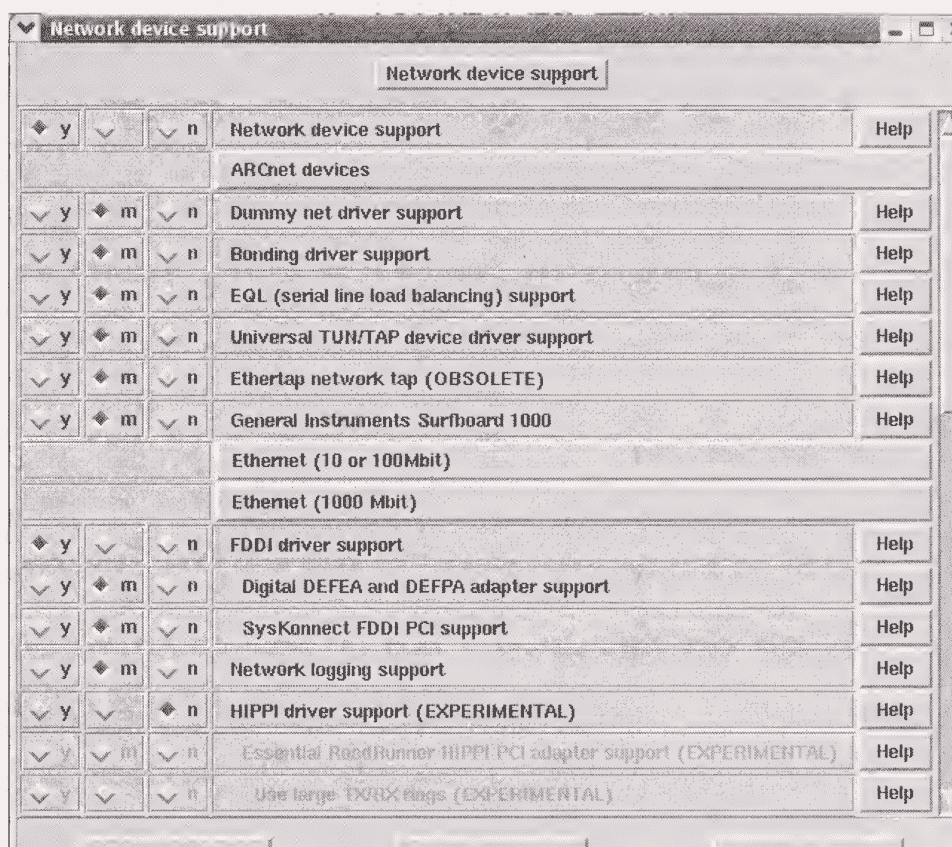 Network device support
Network device support
y n Network device support Help
ARCnet devices
y m n Dummy net driver support Help
y m n Bonding driver support Help
y m n EQL (serial line load balancing) support Help
y m n Universal TUN/TAP device driver support Help
y m n Ethertap network tap (OBSOLETE) Help
y m n General Instruments Surfboard 1000 Help
Ethernet (10 or 100Mbit)
Ethernet (1000 Mbit)
y n FDDI driver support Help
y m n Digital DEFEA and DEFPA adapter support Help
y m n SysKonnect FDDI PCI support Help
y m n Network logging support Help
y n HIPPI driver support (EXPERIMENTAL) Help
y m n Essential RoadRunner HIPPI PCI adapter support (EXPERIMENTAL) Help
y n Use large TX/RX rings (EXPERIMENTAL) Help